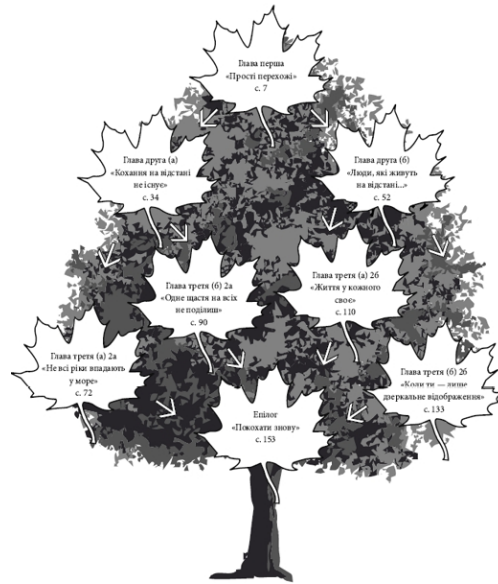 Глава перша
«Прості перехожі»
с. 7
Глава друга (а)
«Кохання на відстані
не існує»
с. 34
Глава друга (б)
«Люди, які живуть
на відстані...»
с. 52
Глава третя (б) 2а
«Одне щастя на всіх
не поділиш»
с. 90
Глава третя (а) 2б
«Життя у кожного
своє»
с. 110
Глава третя (а) 2а
«Не всі ріки впадають
у море»
с. 72
Глава третя (б) 2б
«Коли ти — лише
дзеркальне відображення»
с. 133
Епілог
«Покохати знову»
с. 153